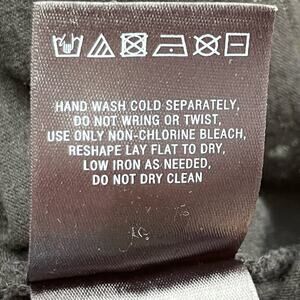 HAND WASH COLD SEPARATELY,
DO NOT WRING OR TWIST,
USE ONLY NON-CHLORINE BLEACH,
RESHAPE LAY FLAT TO DRY,
LOW IRON AS NEEDED,
DO NOT DRY CLEAN